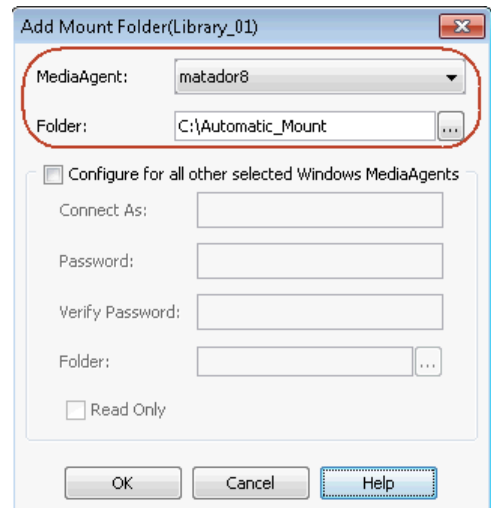 Add Mount Folder(Library_01)
MediaAgent: matador8
Folder: C:\Automatic_Mount ...
Configure for all other selected Windows MediaAgents
Connect As:
Password:
Verify Password:
Folder: ...
Read Only
OK Cancel Help